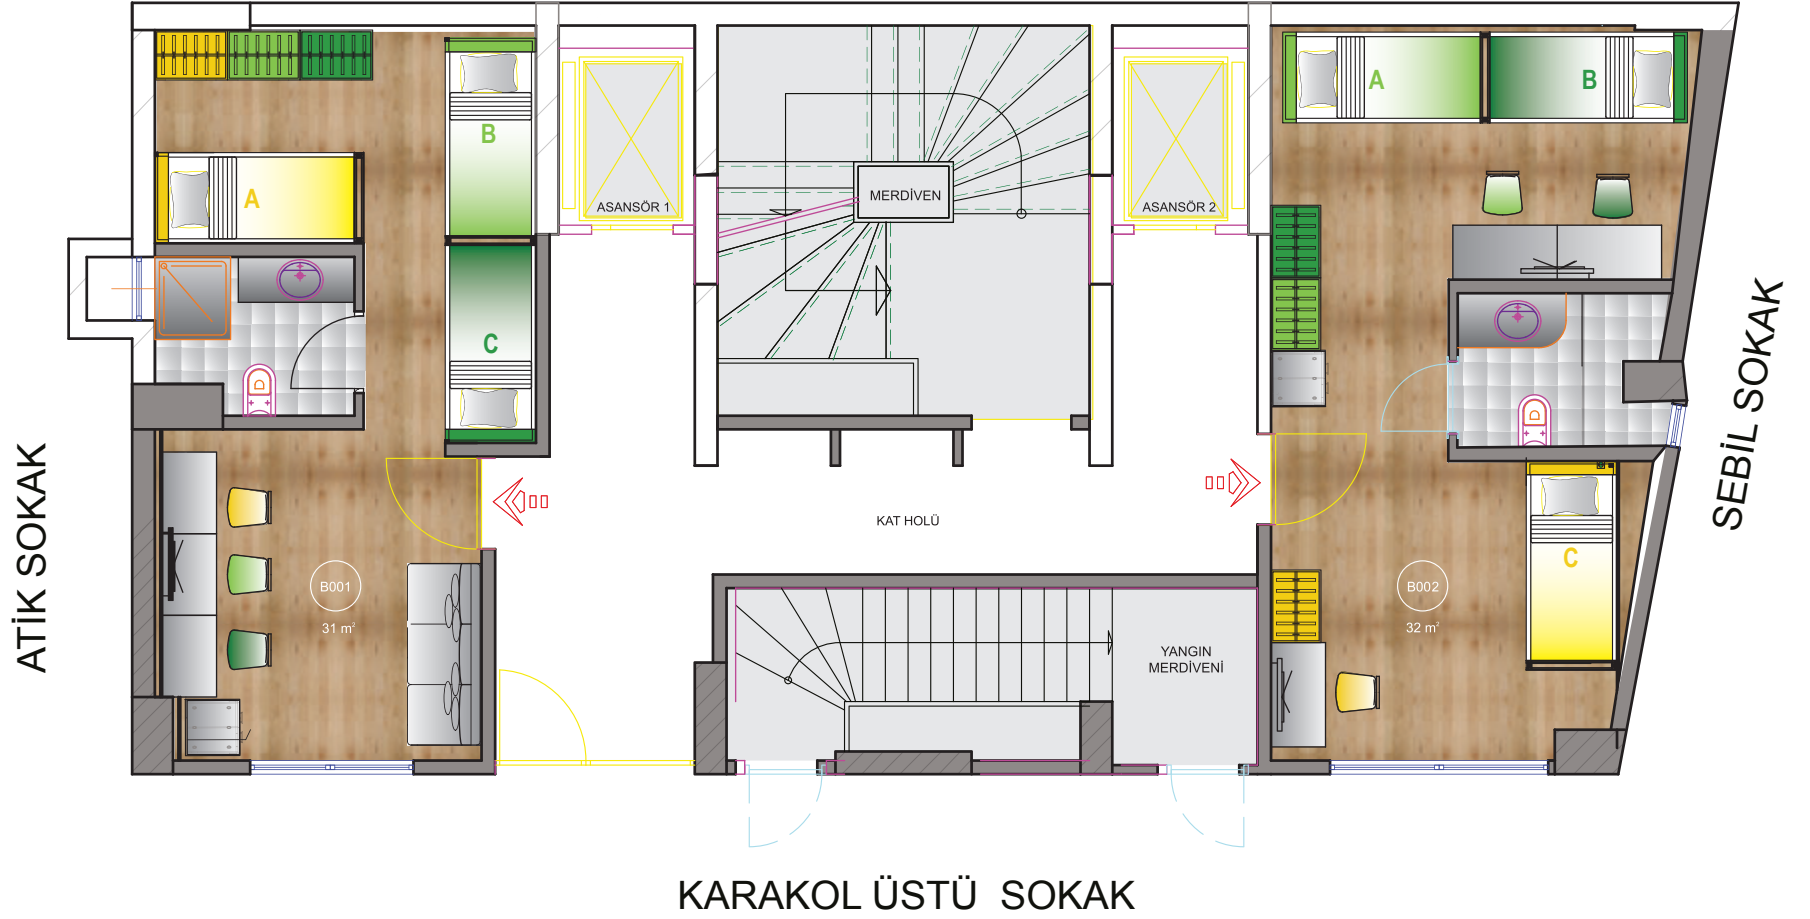 A
B
C
ASANSÖR 1
MERDİVEN
ASANSÖR 2
A
B
C
ATİK SOKAK
SEBİL SOKAK
KAT HOLÜ
B001
31 m²
B002
32 m²
YANGIN
MERDİVENİ
KARAKOL ÜSTÜ SOKAK